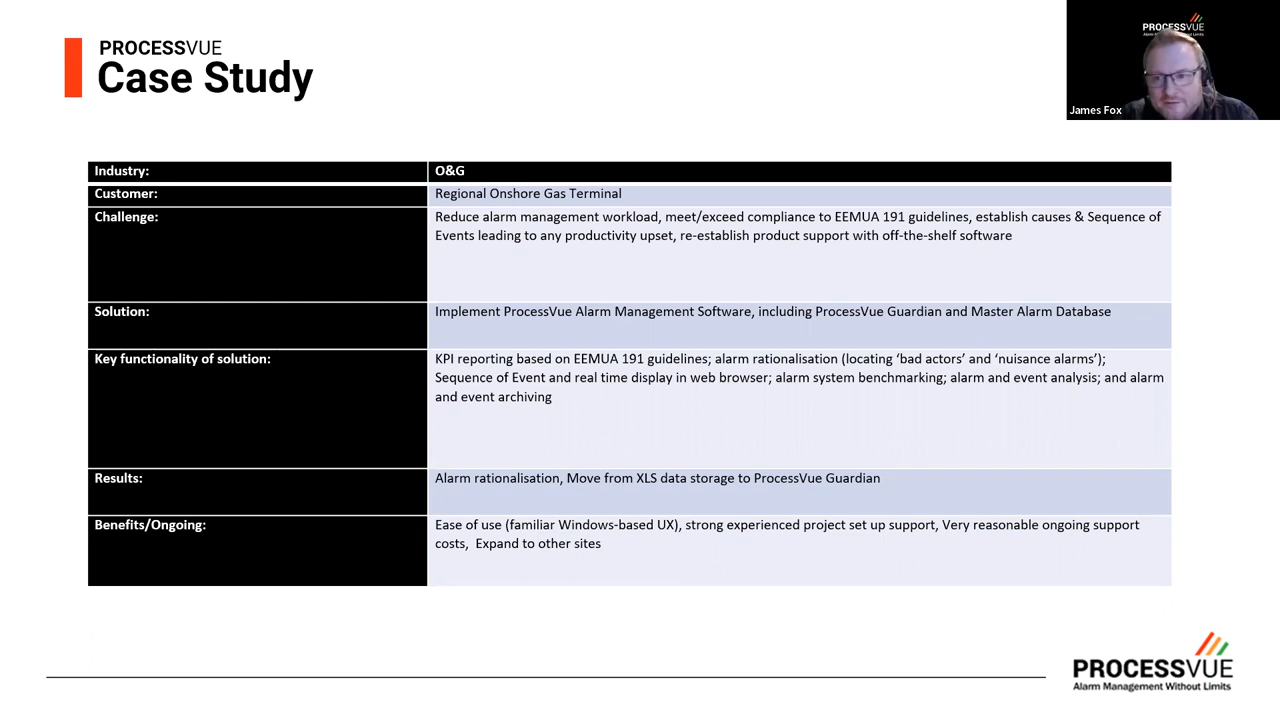 PROCESSVUE
Case Study
PROCESSVUE
James Fox
Industry: O&G
Customer: Regional Onshore Gas Terminal
Challenge: Reduce alarm management workload, meet/exceed compliance to EEMUA 191 guidelines, establish causes & Sequence of
Events leading to any productivity upset, re-establish product support with off-the-shelf software
Solution: Implement ProcessVue Alarm Management Software, including ProcessVue Guardian and Master Alarm Database
Key functionality of solution: KPI reporting based on EEMUA 191 guidelines; alarm rationalisation (locating ‘bad actors’ and ‘nuisance alarms’);
Sequence of Event and real time display in web browser; alarm system benchmarking; alarm and event analysis; and alarm
and event archiving
Results: Alarm rationalisation, Move from XLS data storage to ProcessVue Guardian
Benefits/Ongoing: Ease of use (familiar Windows-based UX), strong experienced project set up support, Very reasonable ongoing support
costs, Expand to other sites
PROCESSVUE
Alarm Management Without Limits